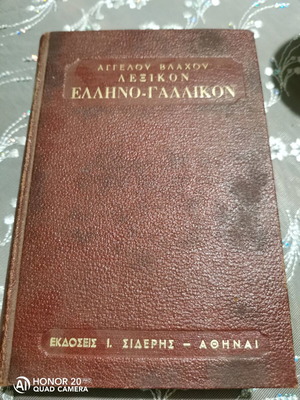 ΑΓΓΕΛΟΥ ΒΛΑΧΟΥ
ΛΕΞΙΚΟΝ
ΕΛΛΗΝΟ-ΓΑΛΛΙΚΟΝ
ΕΚΔΟΣΕΙΣ Ι. ΣΙΔΕΡΗΣ – ΑΘΗΝΑΙ
HONOR 20
QUAD CAMERA